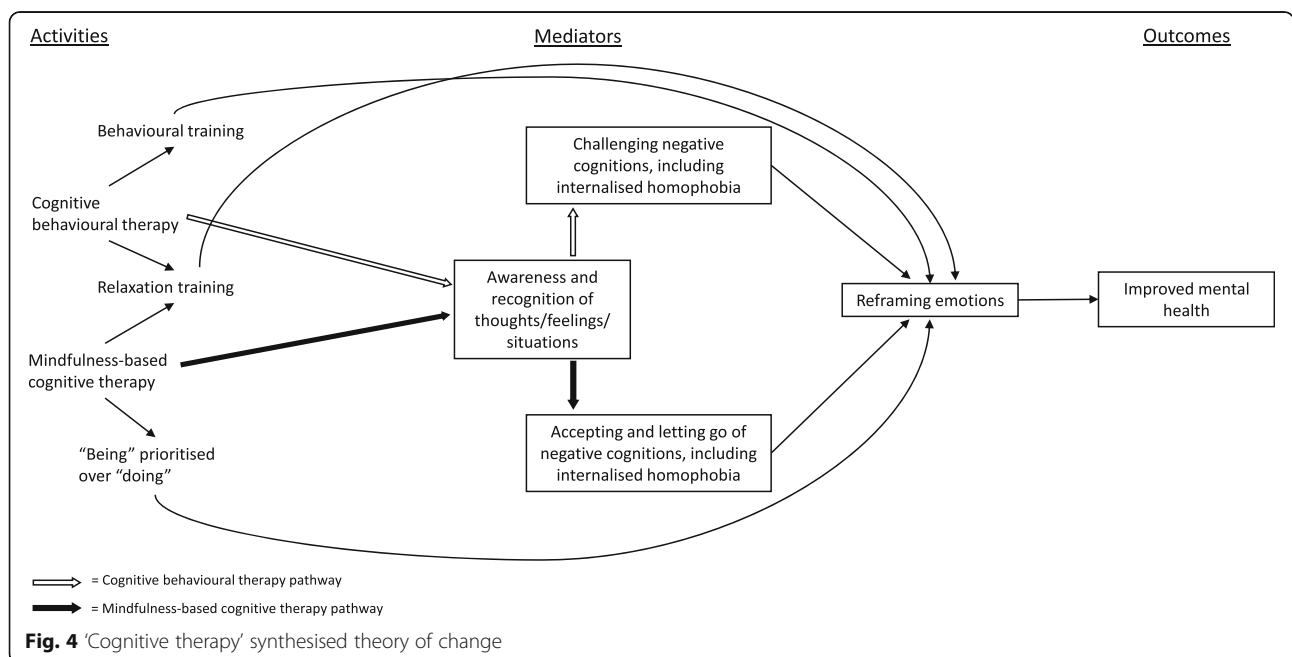 Activities
Mediators
Outcomes
Behavioural training
Challenging negative
cognitions, including
internalised homophobia
Cognitive
behavioural therapy
Relaxation training
Awareness and
recognition of
thoughts/feelings/
situations
Reframing emotions
Improved mental
health
Mindfulness-based
cognitive therapy
Accepting and letting go of
negative cognitions, including
internalised homophobia
“Being” prioritised
over “doing”
= Cognitive behavioural therapy pathway
= Mindfulness-based cognitive therapy pathway
Fig. 4 ‘Cognitive therapy’ synthesised theory of change